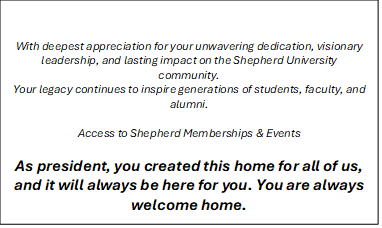 With deepest appreciation for your unwavering dedication, visionary
leadership, and lasting impact on the Shepherd University
community.
Your legacy continues to inspire generations of students, faculty, and
alumni.
Access to Shepherd Memberships & Events
As president, you created this home for all of us,
and it will always be here for you. You are always
welcome home.